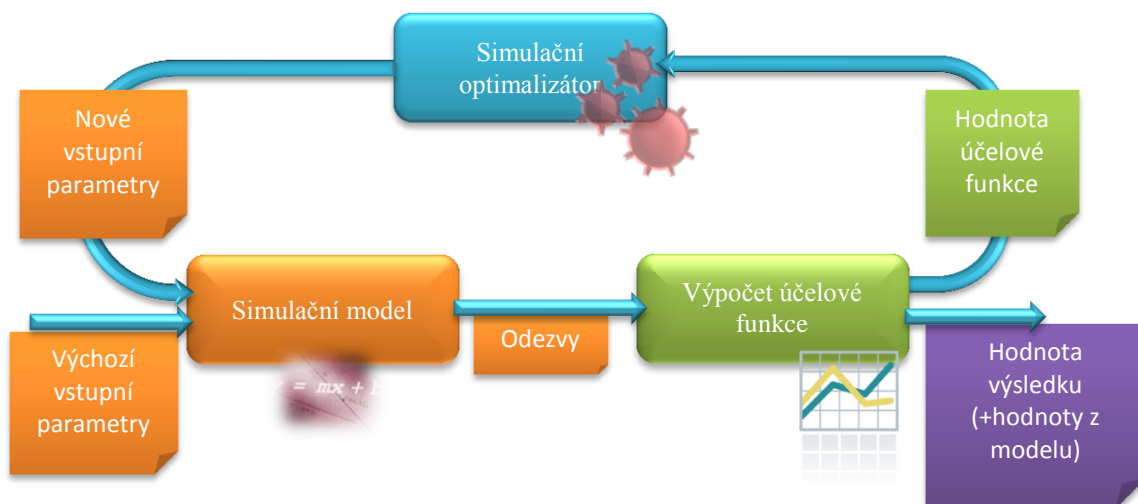 Simulační
optimalizátor
Nové
vstupní
parametry
Hodnota
účelové
funkce
Simulační model
Výpočet účelové
funkce
Odezvy
Výchozí
vstupní
parametry
Hodnota
výsledku
(+hodnoty z
modelu)
= mx +